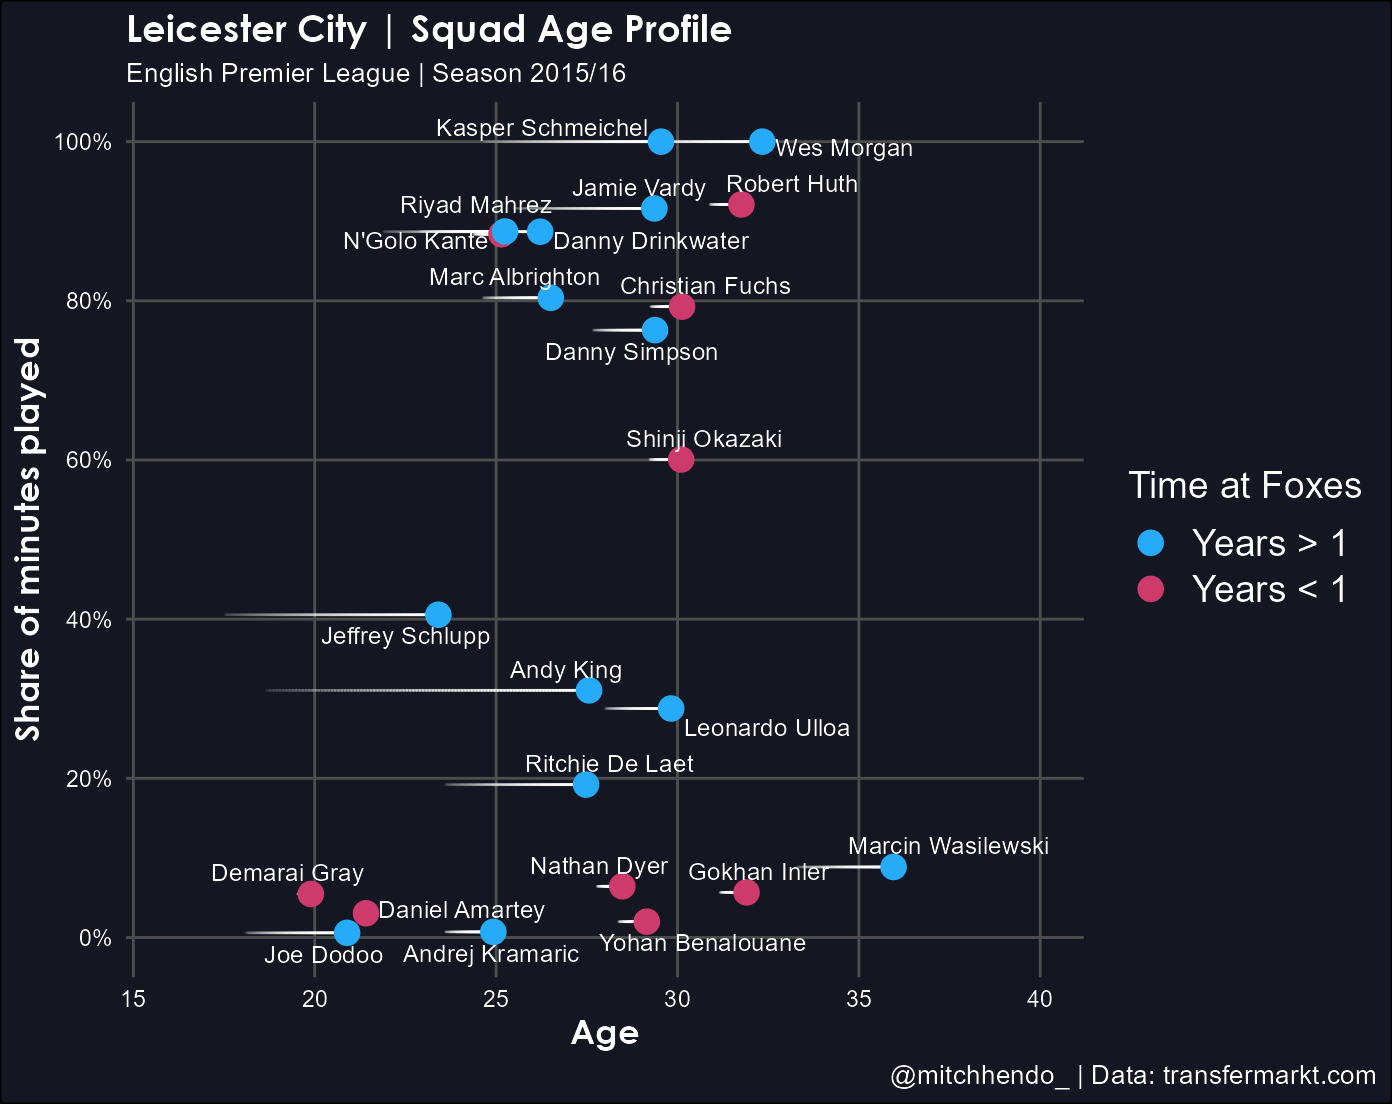 Leicester City | Squad Age Profile
English Premier League | Season 2015/16
Share of minutes played
100%
80%
60%
40%
20%
0%
Kasper Schmeichel
Wes Morgan
Jamie Vardy
Robert Huth
Riyad Mahrez
N'Golo Kanté
Danny Drinkwater
Marc Albrighton
Christian Fuchs
Danny Simpson
Shinji Okazaki
Jeffrey Schlupp
Andy King
Leonardo Ulloa
Ritchie De Laet
Marcin Wasilewski
Nathan Dyer
Gokhan Inler
Demarai Gray
Daniel Amartey
Yohan Benalouane
Joe Dodoo
Andrej Kramaric
15 20 25 30 35 40
Age
Time at Foxes
Years > 1
Years < 1
@mitchhendo_ | Data: transfermarkt.com